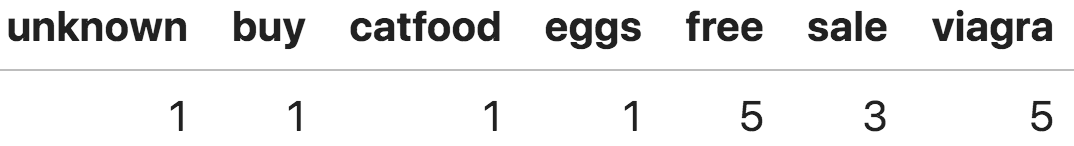 unknown buy catfood eggs free sale viagra
1 1 1 1 5 3 5